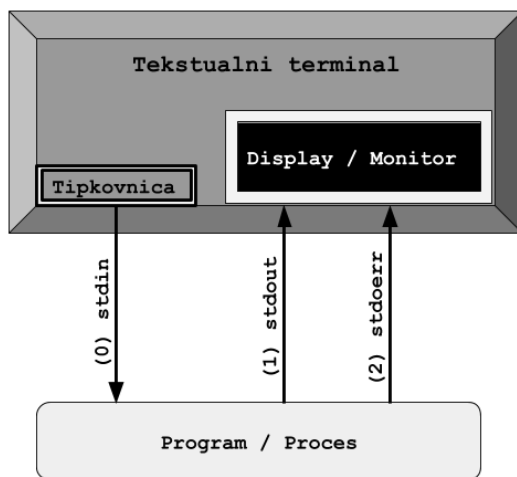 Tekstualni terminal
Display / Monitor
Tipkovnica
(0) stdin
(1) stdout
(2) stdoerr
Program / Proces